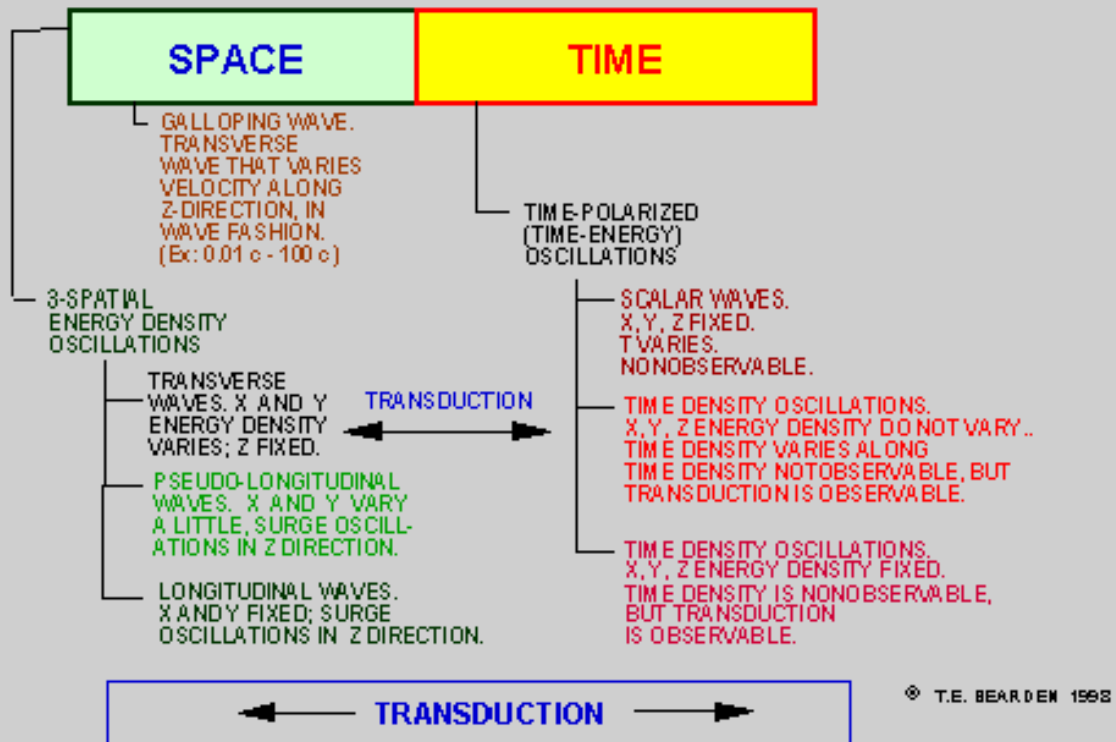 SPACE
TIME
GALLOPING WAVE.
TRANSVERSE
WAVE THAT VARIES
VELOCITY ALONG
Z-DIRECTION, IN
WAVE FASHION.
(Ex: 0.01 c - 100 c)
TIME-POLARIZED
(TIME-ENERGY)
OSCILLATIONS
3-SPATIAL
ENERGY DENSITY
OSCILLATIONS
SCALAR WAVES.
X, Y, Z FIXED.
T VARIES.
NONOBSERVABLE.
TRANSVERSE
WAVES. X AND Y
ENERGY DENSITY
VARIES; Z FIXED.
TRANSDUCTION
TIME DENSITY OSCILLATIONS.
X, Y, Z ENERGY DENSITY DO NOT VARY..
TIME DENSITY VARIES ALONG
TIME DENSITY NOT OBSERVABLE, BUT
TRANSDUCTION IS OBSERVABLE.
PSEUDO-LONGITUDINAL
WAVES. X AND Y VARY
A LITTLE, SURGE OSCILL-
ATIONS IN Z DIRECTION.
TIME DENSITY OSCILLATIONS.
X, Y, Z ENERGY DENSITY FIXED.
TIME DENSITY IS NONOBSERVABLE,
BUT TRANSDUCTION
IS OBSERVABLE.
LONGITUDINAL WAVES.
X AND Y FIXED; SURGE
OSCILLATIONS IN Z DIRECTION.
TRANSDUCTION
© T.E. BEARDEN 1998